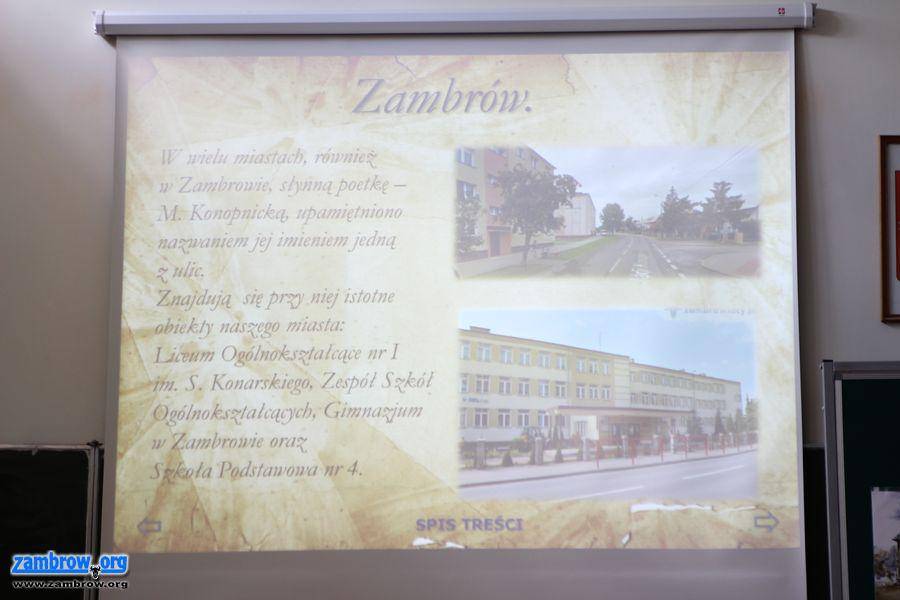 Zambrów.
W wielu miastach, również
w Zambrowie, słynną poetkę –
M. Konopnicką, upamiętniono
nazwaniem jej imieniem jedną
z ulic.
Znajdują się przy niej istotne
obiekty naszego miasta:
Liceum Ogólnokształcące nr I
im. S. Konarskiego, Zespół Szkół
Ogólnokształcących, Gimnazjum
w Zambrowie oraz
Szkoła Podstawowa nr 4.
SPIS TREŚCI
zambrow.org
www.zambrow.org